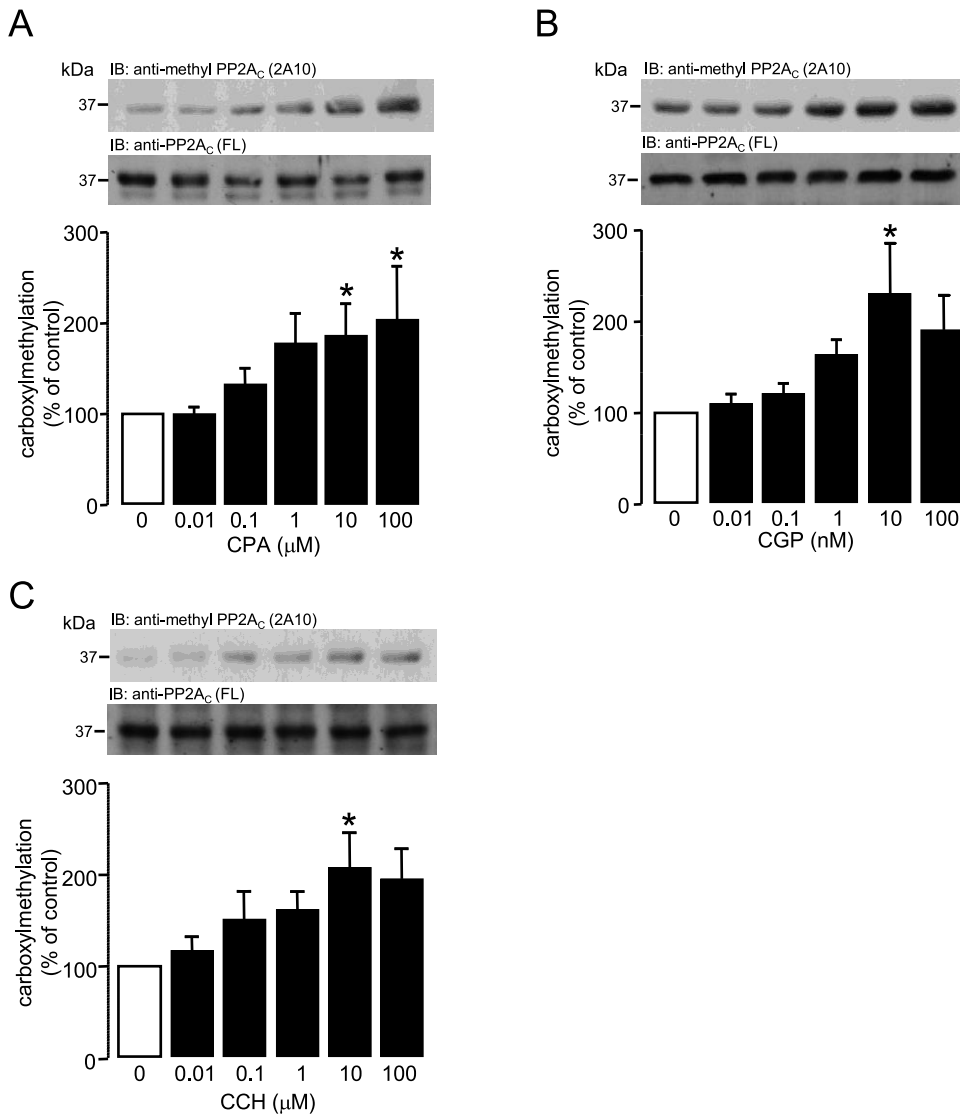 A
kDa
IB: anti-methyl PP2AC (2A10)
37
IB: anti-PP2AC (FL)
37
300
200
100
0
carboxylmethylation
(% of control)
*
*
0 0.01 0.1 1 10 100
CPA (μM)
B
kDa
IB: anti-methyl PP2AC (2A10)
37
IB: anti-PP2AC (FL)
37
300
200
100
0
carboxylmethylation
(% of control)
*
0 0.01 0.1 1 10 100
CGP (nM)
C
kDa
IB: anti-methyl PP2AC (2A10)
37
IB: anti-PP2AC (FL)
37
300
200
100
0
carboxylmethylation
(% of control)
*
0 0.01 0.1 1 10 100
CCH (μM)